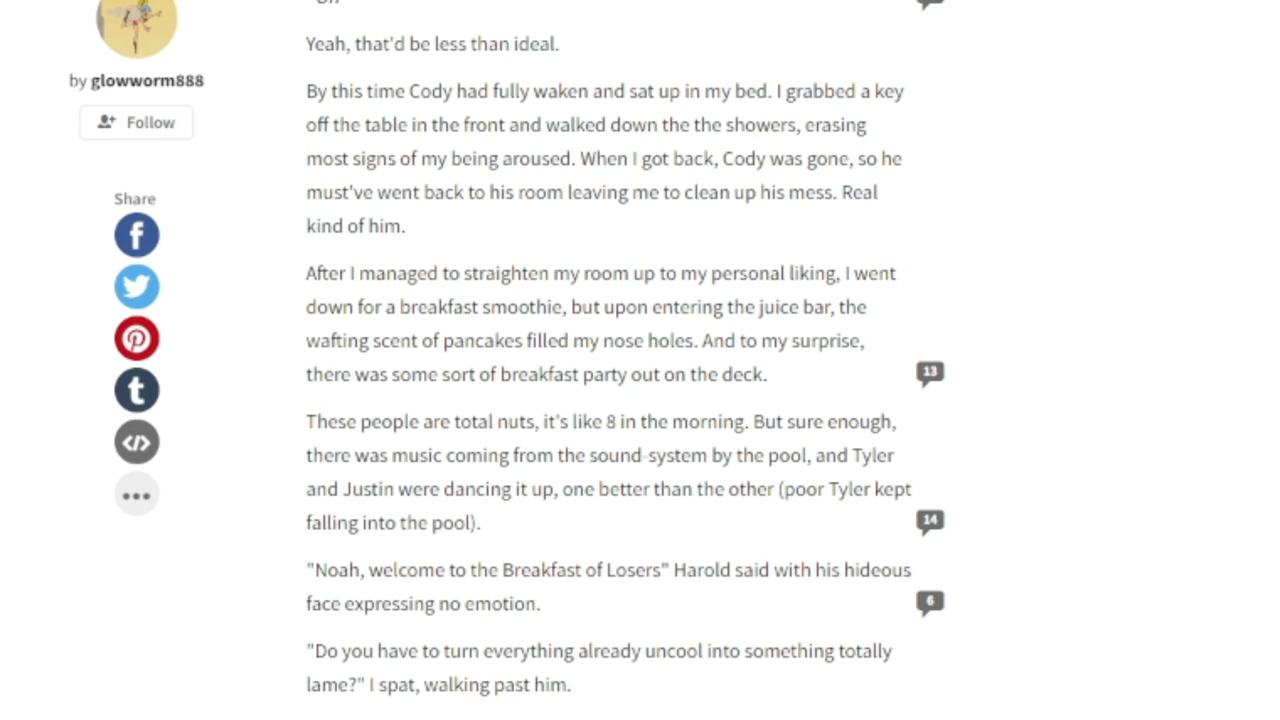 by glowworm888
Follow
Share
Yeah, that'd be less than ideal.
By this time Cody had fully waken and sat up in my bed. I grabbed a key
off the table in the front and walked down the the showers, erasing
most signs of my being aroused. When I got back, Cody was gone, so he
must've went back to his room leaving me to clean up his mess. Real
kind of him.
After I managed to straighten my room up to my personal liking, I went
down for a breakfast smoothie, but upon entering the juice bar, the
wafting scent of pancakes filled my nose holes. And to my surprise,
there was some sort of breakfast party out on the deck.
13
These people are total nuts, it's like 8 in the morning. But sure enough,
there was music coming from the sound-system by the pool, and Tyler
and Justin were dancing it up, one better than the other (poor Tyler kept
falling into the pool).
14
"Noah, welcome to the Breakfast of Losers" Harold said with his hideous
face expressing no emotion.
6
"Do you have to turn everything already uncool into something totally
lame?" I spat, walking past him.